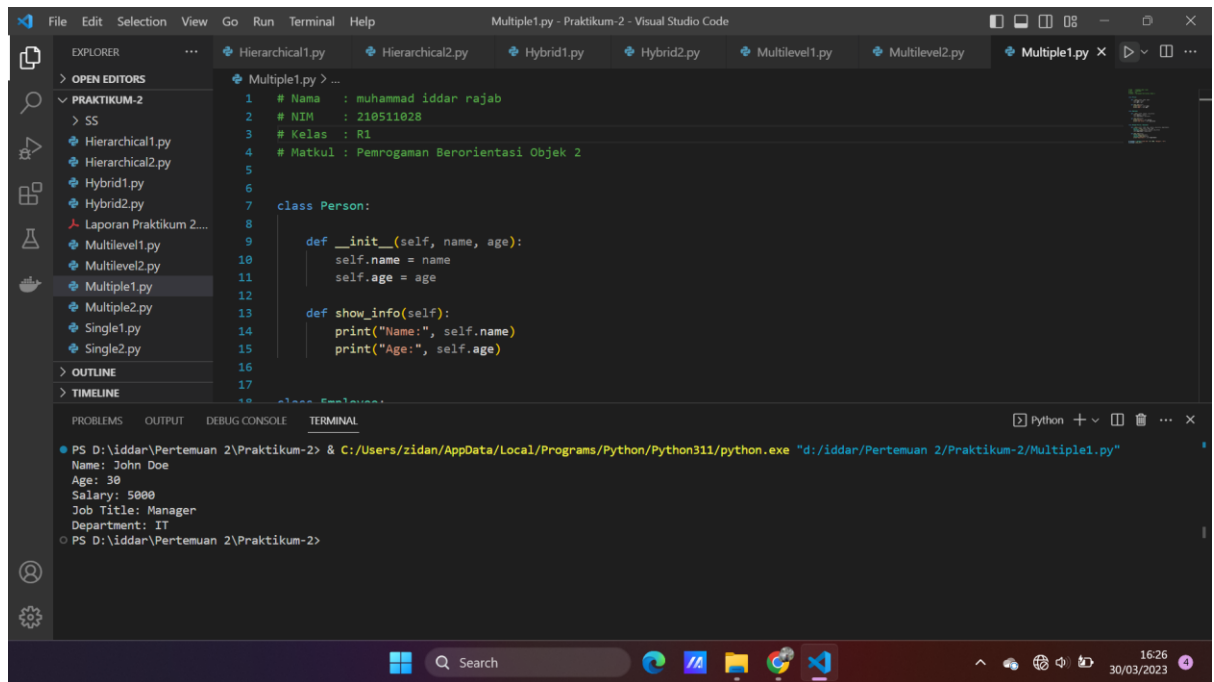 File Edit Selection View Go Run Terminal Help Multiple1.py - Praktikum-2 - Visual Studio Code
EXPLORER ...
Hierarchical1.py Hierarchical2.py Hybrid1.py Hybrid2.py Multilevel1.py Multilevel2.py Multiple1.py
> OPEN EDITORS
PRAKTIKUM-2
> SS
Hierarchical1.py
Hierarchical2.py
Hybrid1.py
Hybrid2.py
Laporan Praktikum 2....
Multilevel1.py
Multilevel2.py
Multiple1.py
Multiple2.py
Single1.py
Single2.py
> OUTLINE
> TIMELINE
Multiple1.py > ...
1 # Nama : muhammad iddar rajab
2 # NIM : 210511028
3 # Kelas : R1
4 # Matkul : Pemrogaman Berorientasi Objek 2
5
6
7 class Person:
8
9 def __init__(self, name, age):
10 self.name = name
11 self.age = age
12
13 def show_info(self):
14 print("Name:", self.name)
15 print("Age:", self.age)
16
17
18 class Employee:
PROBLEMS OUTPUT DEBUG CONSOLE TERMINAL Python
PS D:\iddar\Pertemuan 2\Praktikum-2> & C:/Users/zidan/AppData/Local/Programs/Python/Python311/python.exe "d:/iddar/Pertemuan 2/Praktikum-2/Multiple1.py"
Name: John Doe
Age: 30
Salary: 5000
Job Title: Manager
Department: IT
PS D:\iddar\Pertemuan 2\Praktikum-2>
Search
16:26
30/03/2023
4